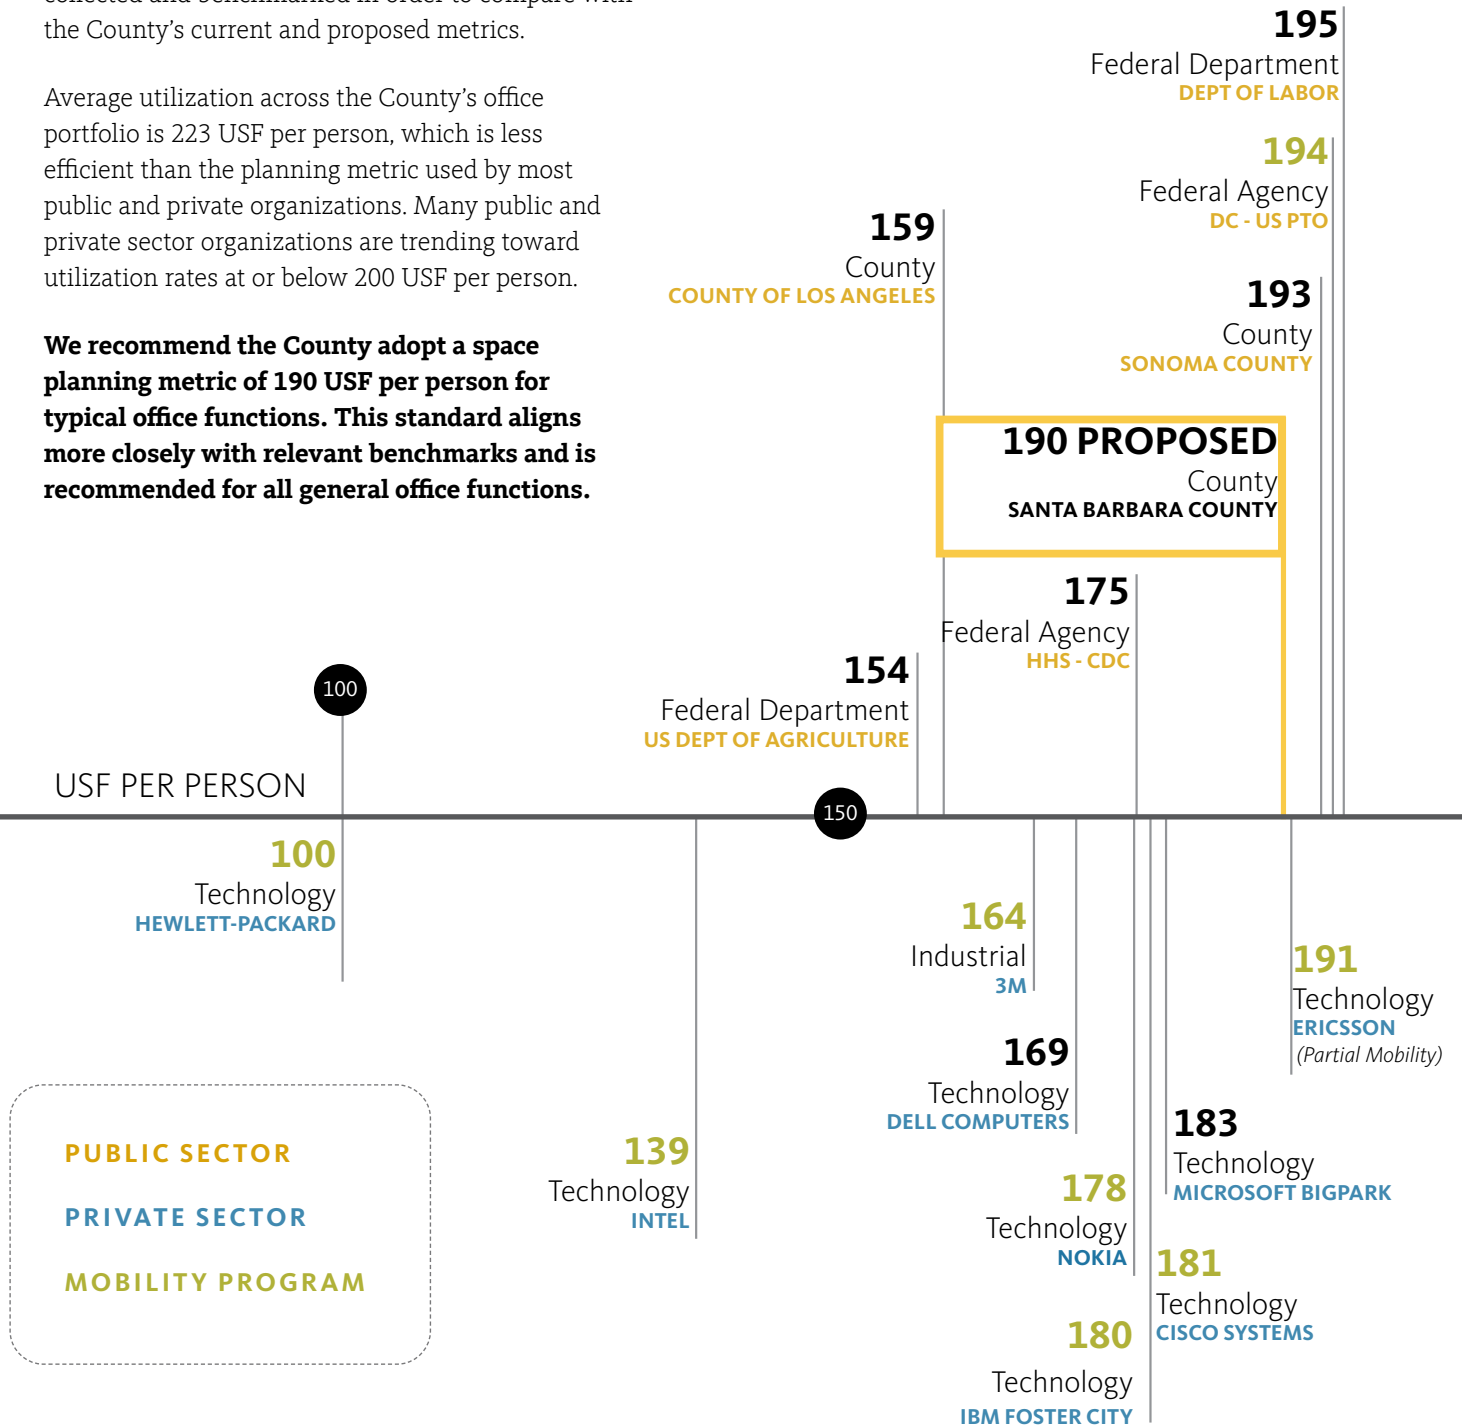 collected and benchmarked in order to compare with
the County's current and proposed metrics.
Average utilization across the County's office
portfolio is 223 USF per person, which is less
efficient than the planning metric used by most
public and private organizations. Many public and
private sector organizations are trending toward
utilization rates at or below 200 USF per person.
We recommend the County adopt a space
planning metric of 190 USF per person for
typical office functions. This standard aligns
more closely with relevant benchmarks and is
recommended for all general office functions.
195
Federal Department
DEPT OF LABOR
194
Federal Agency
DC - US PTO
159
County
COUNTY OF LOS ANGELES
193
County
SONOMA COUNTY
190 PROPOSED
County
SANTA BARBARA COUNTY
175
Federal Agency
HHS - CDC
154
Federal Department
US DEPT OF AGRICULTURE
100
USF PER PERSON
150
100
Technology
HEWLETT-PACKARD
164
Industrial
3M
191
Technology
ERICSSON
(Partial Mobility)
169
Technology
DELL COMPUTERS
183
Technology
MICROSOFT BIGPARK
139
Technology
INTEL
178
Technology
NOKIA
181
Technology
CISCO SYSTEMS
180
Technology
IBM FOSTER CITY
PUBLIC SECTOR
PRIVATE SECTOR
MOBILITY PROGRAM